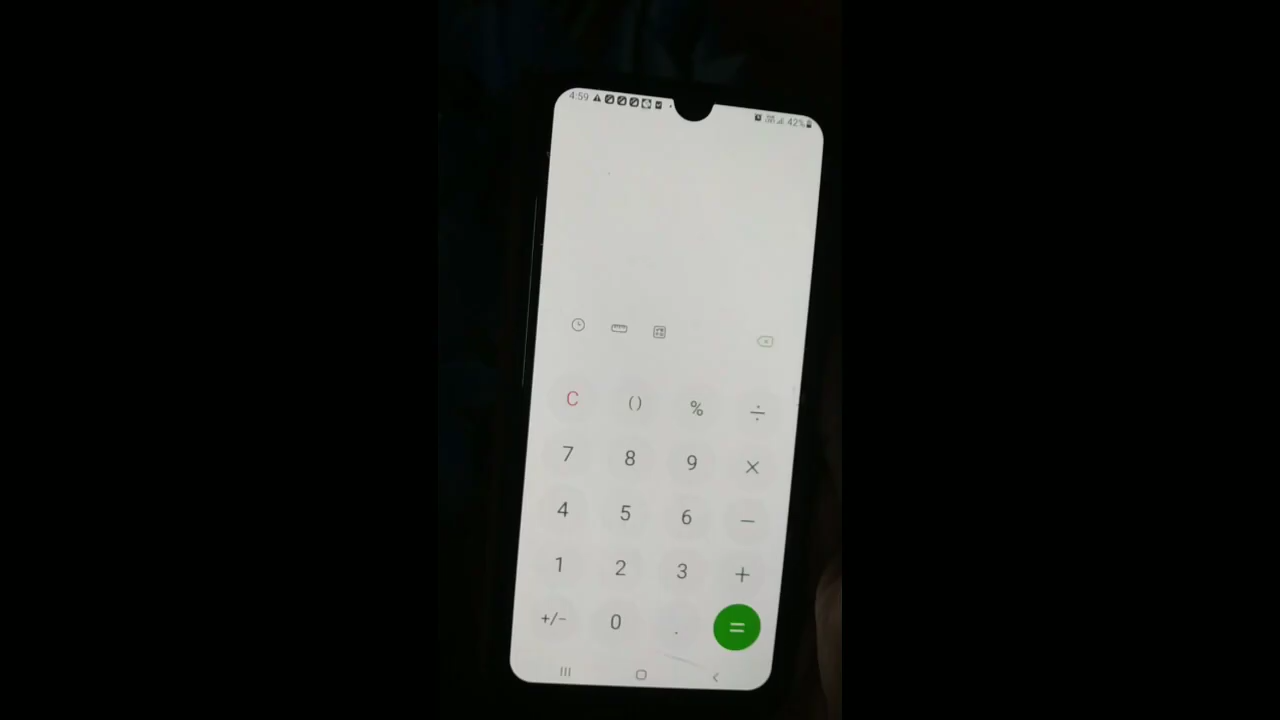 4:59 42%
C () % ÷
7 8 9 ×
4 5 6 −
1 2 3 +
+/− 0 . =